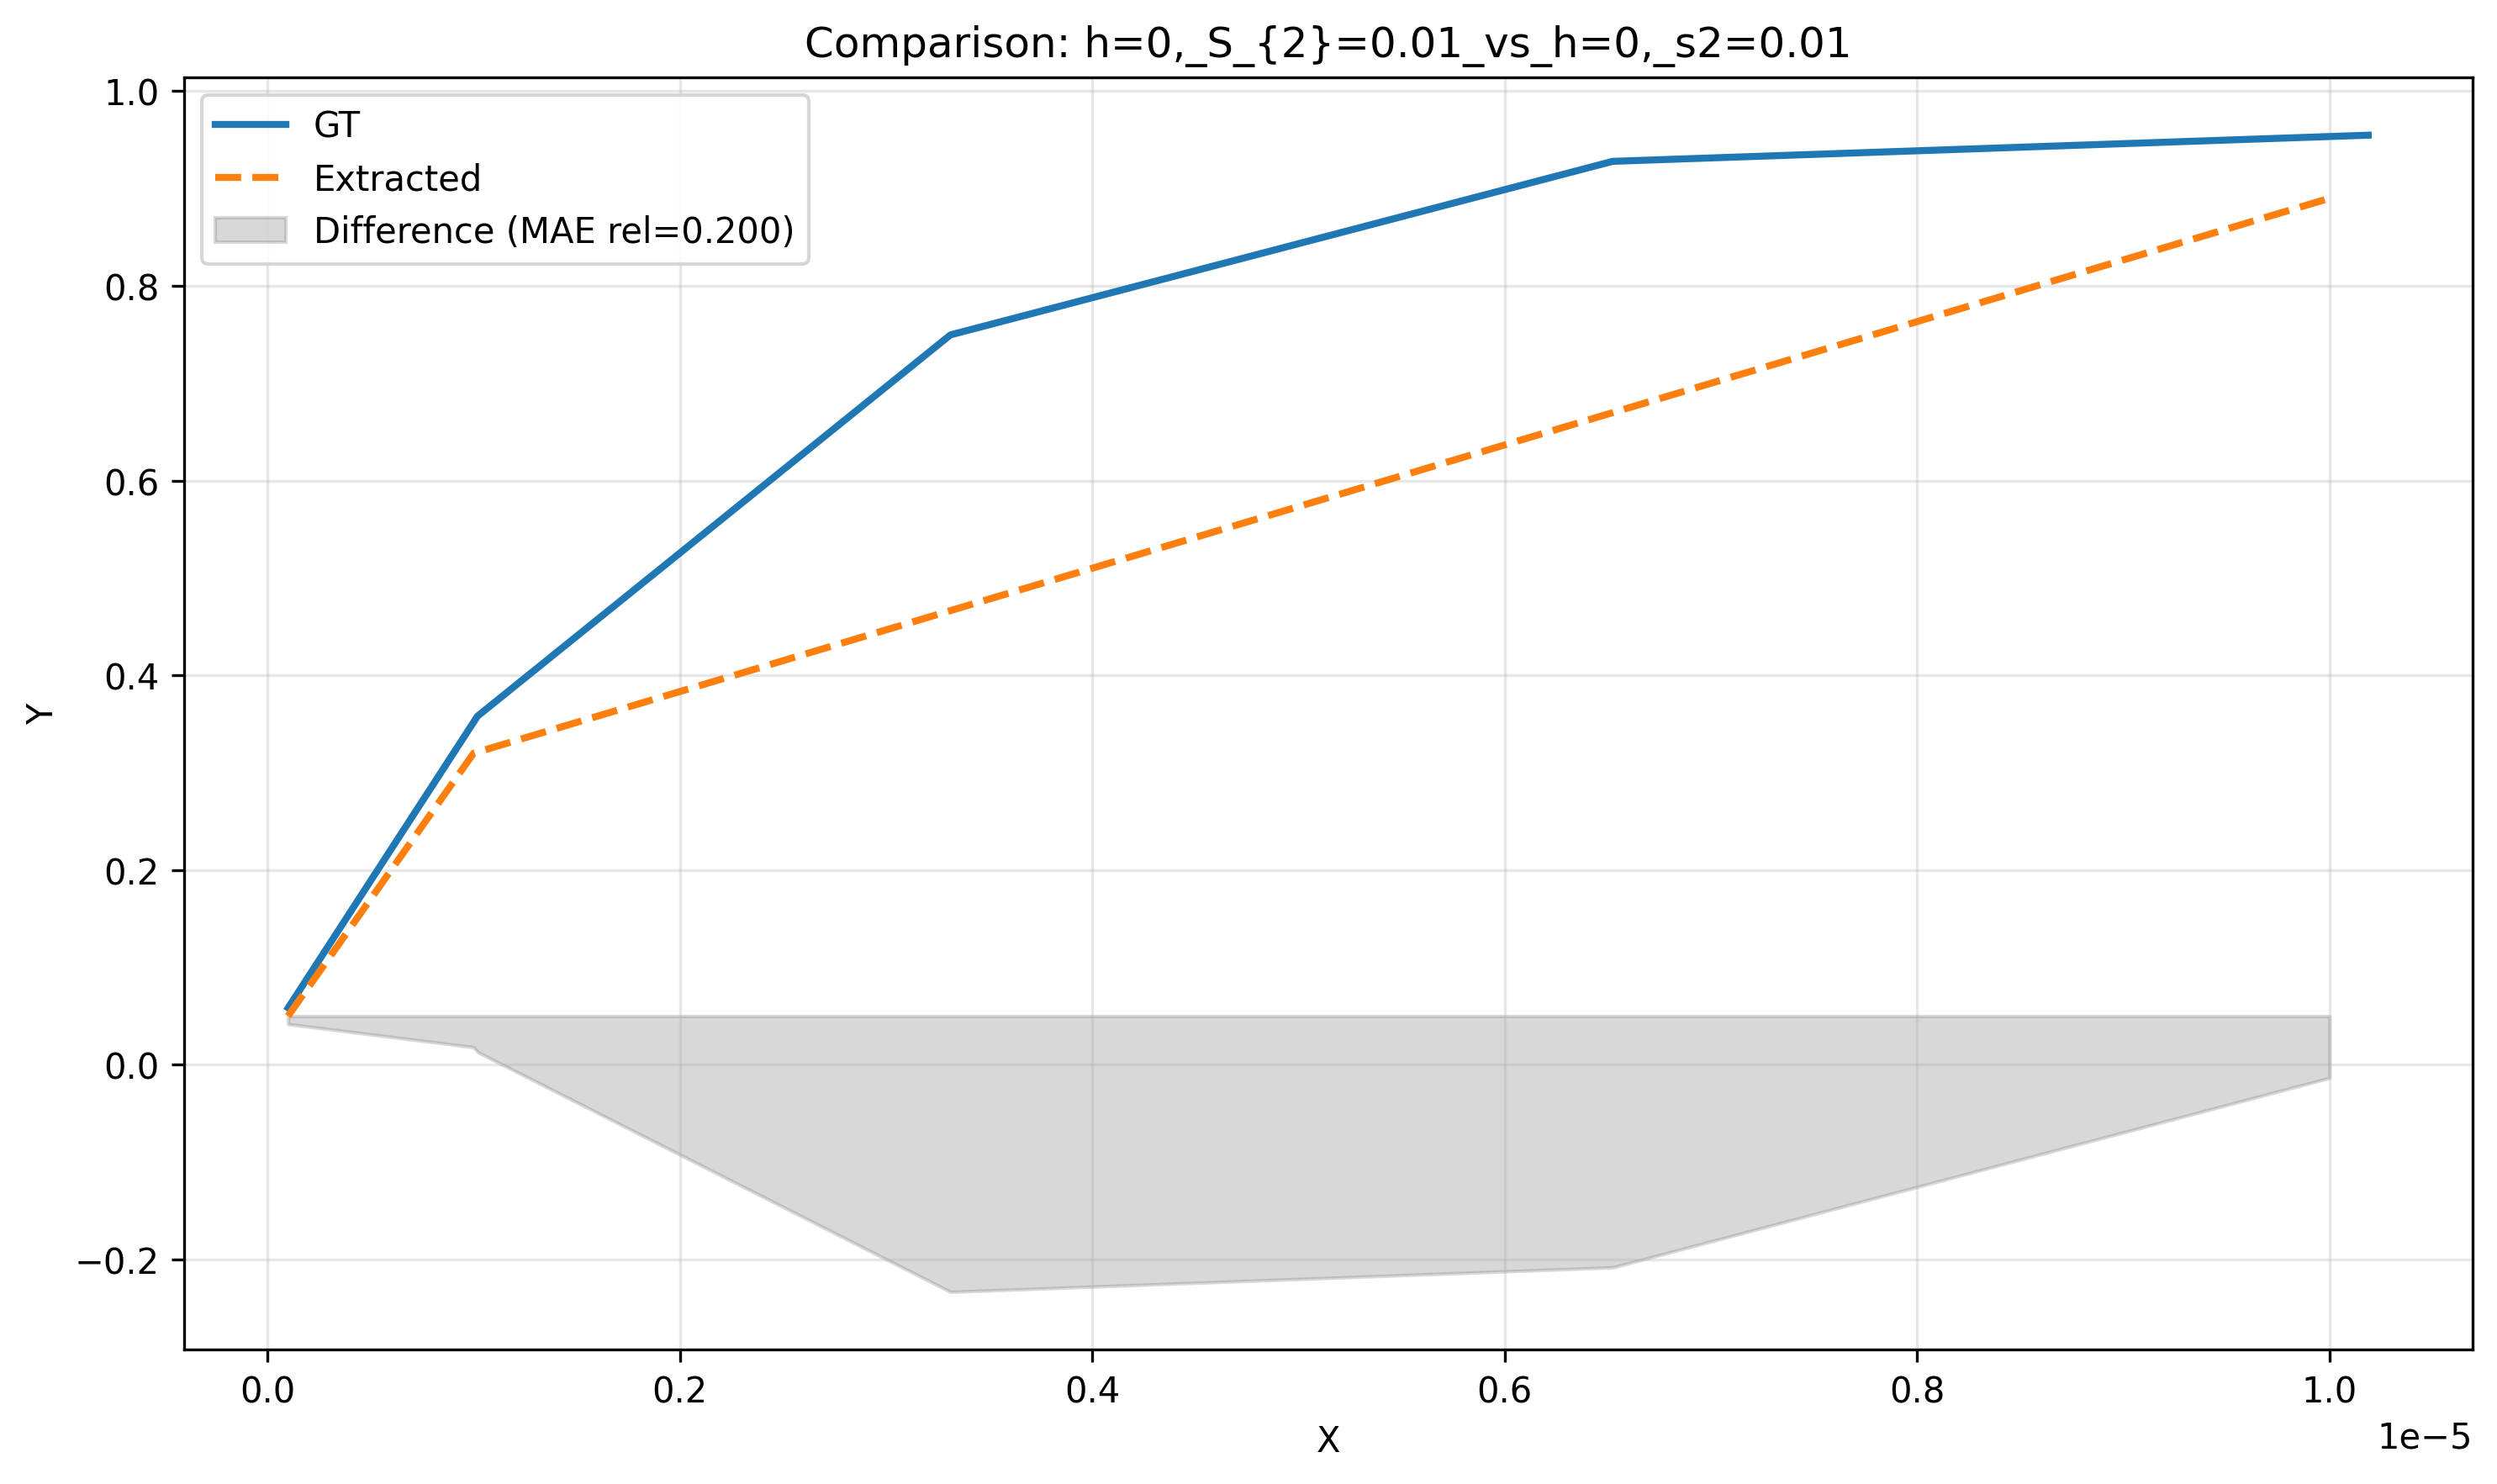 Comparison: h=0,_S_{2}=0.01_vs_h=0,_s2=0.01
GT
Extracted
Difference (MAE rel=0.200)
1.0
0.8
0.6
0.4
0.2
0.0
−0.2
Y
0.0 0.2 0.4 0.6 0.8 1.0
1e−5
X